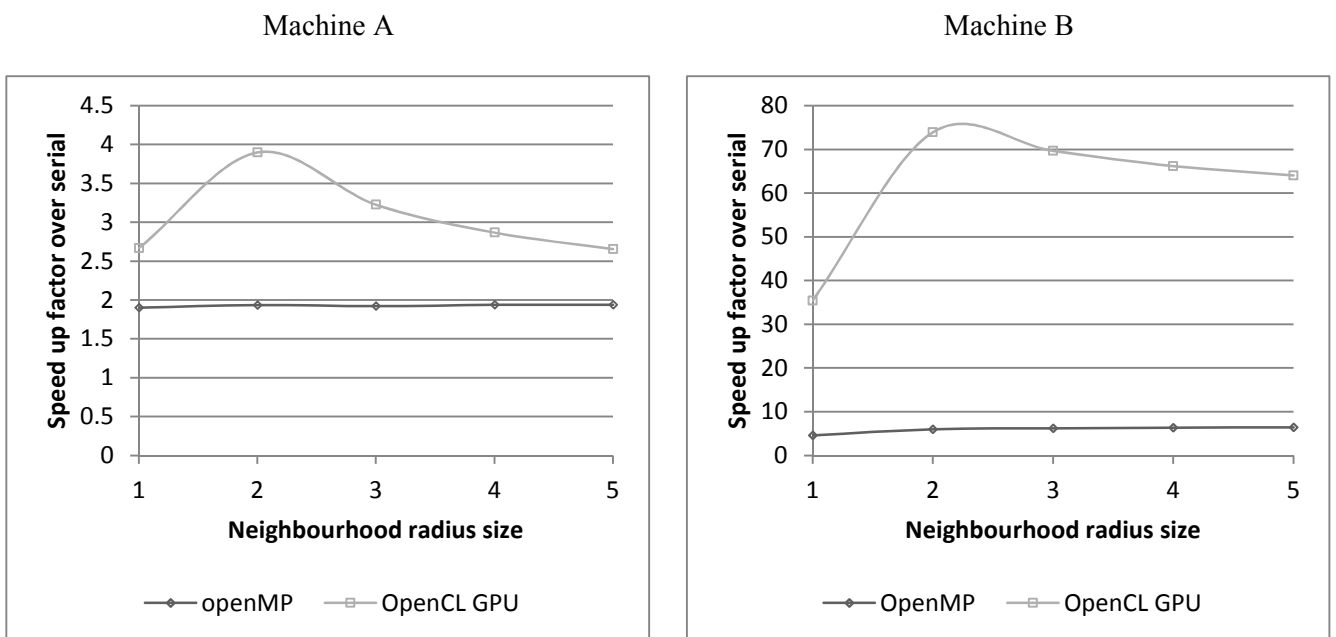 Machine A
Speed up factor over serial
4.5
4
3.5
3
2.5
2
1.5
1
0.5
0
1 2 3 4 5
Neighbourhood radius size
openMP OpenCL GPU
Machine B
Speed up factor over serial
80
70
60
50
40
30
20
10
0
1 2 3 4 5
Neighbourhood radius size
OpenMP OpenCL GPU